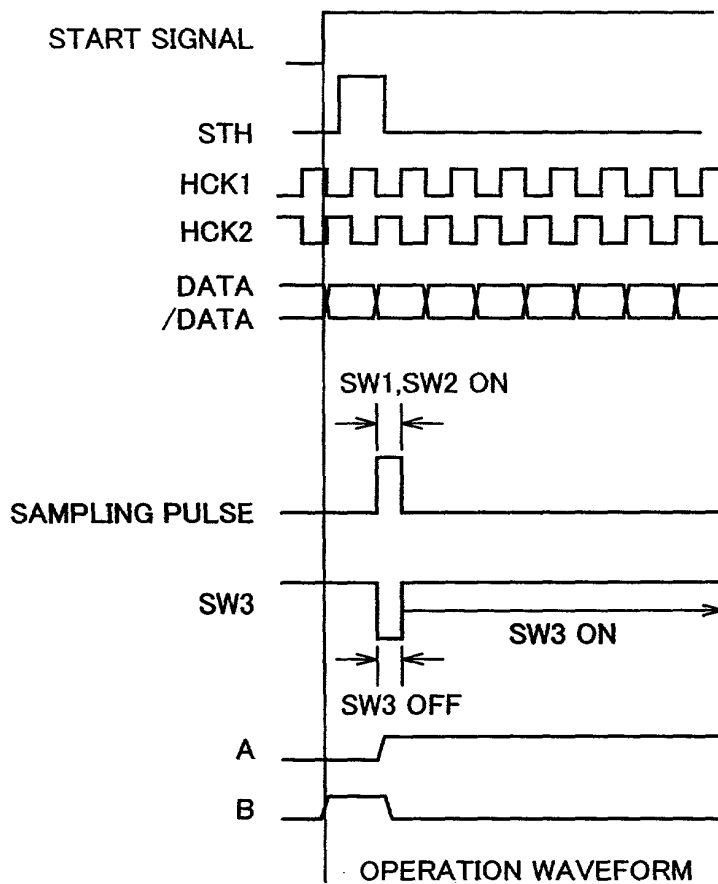 START SIGNAL
STH
HCK1
HCK2
DATA
/DATA
SW1,SW2 ON
SAMPLING PULSE
SW3
SW3 ON
SW3 OFF
A
B
OPERATION WAVEFORM